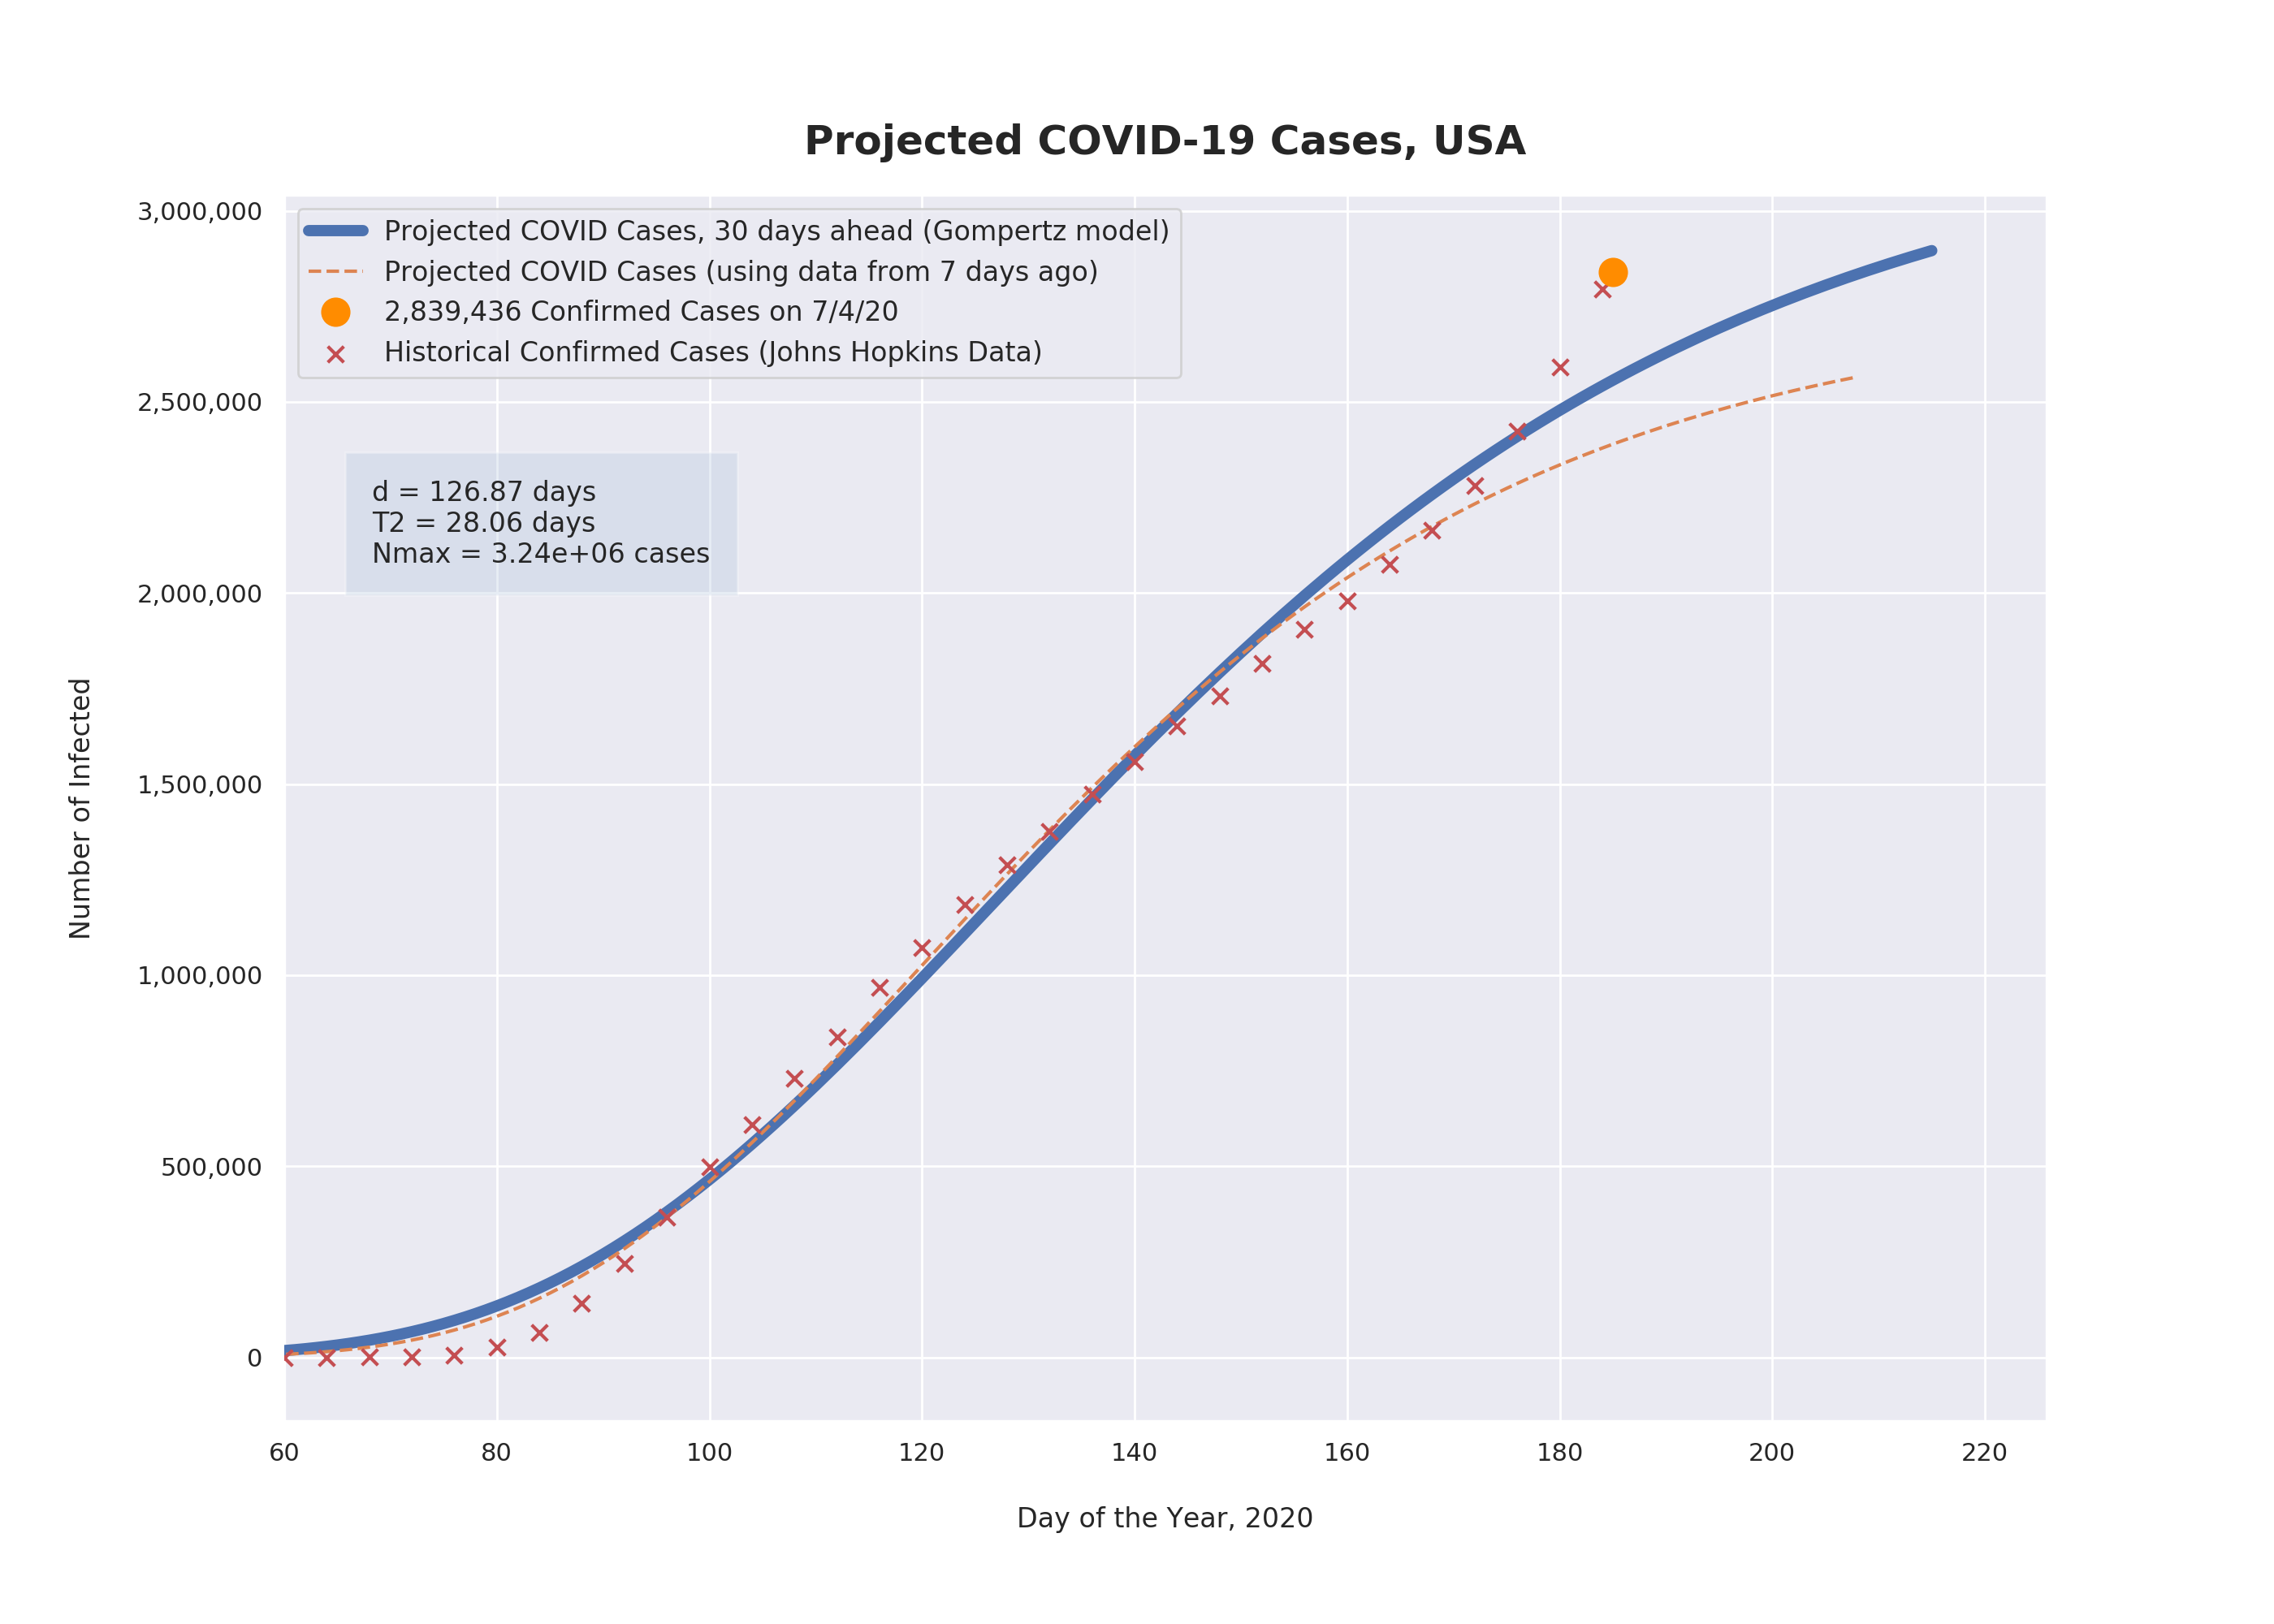 Projected COVID-19 Cases, USA
3,000,000
2,500,000
2,000,000
1,500,000
1,000,000
500,000
0
Number of Infected
Projected COVID Cases, 30 days ahead (Gompertz model)
Projected COVID Cases (using data from 7 days ago)
2,839,436 Confirmed Cases on 7/4/20
Historical Confirmed Cases (Johns Hopkins Data)
d = 126.87 days
T2 = 28.06 days
Nmax = 3.24e+06 cases
60 80 100 120 140 160 180 200 220
Day of the Year, 2020